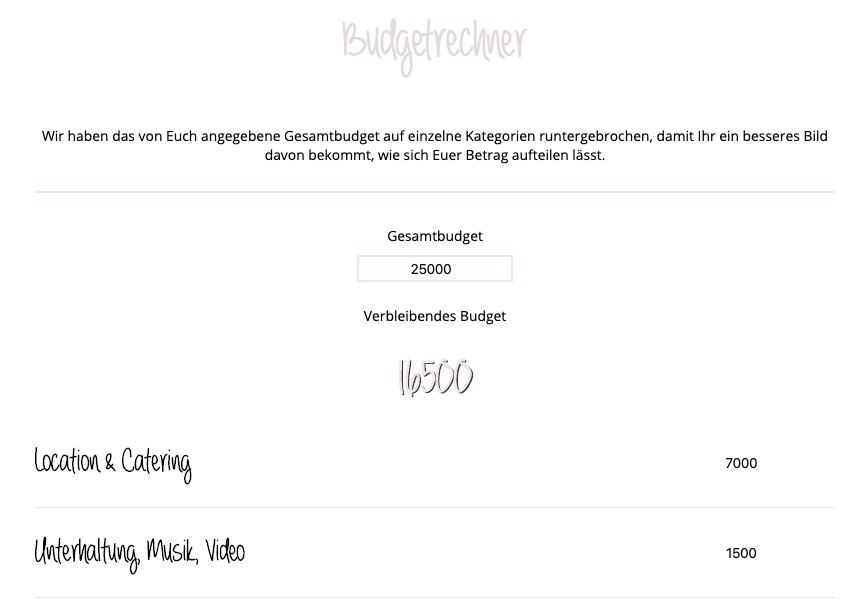 Budgetrechner
Wir haben das von Euch angegebene Gesamtbudget auf einzelne Kategorien runtergebrochen, damit Ihr ein besseres Bild
davon bekommt, wie sich Euer Betrag aufteilen lässt.
Gesamtbudget
25000
Verbleibendes Budget
16500
Location & Catering 7000
Unterhaltung, Musik, Video 1500